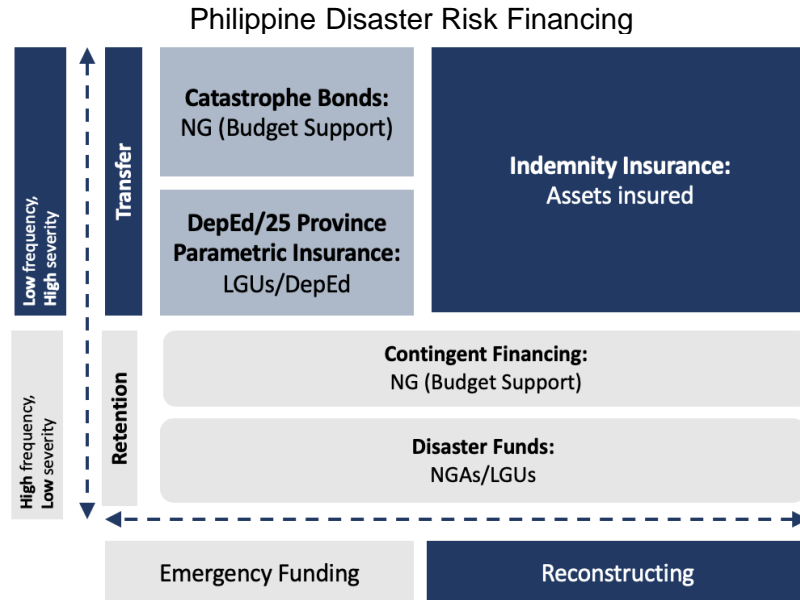 Philippine Disaster Risk Financing
Low frequency,
High severity
Transfer
Catastrophe Bonds:
NG (Budget Support)
DepEd/25 Province
Parametric Insurance:
LGUs/DepEd
Indemnity Insurance:
Assets insured
High frequency,
Low severity
Retention
Contingent Financing:
NG (Budget Support)
Disaster Funds:
NGAs/LGUs
Emergency Funding
Reconstructing